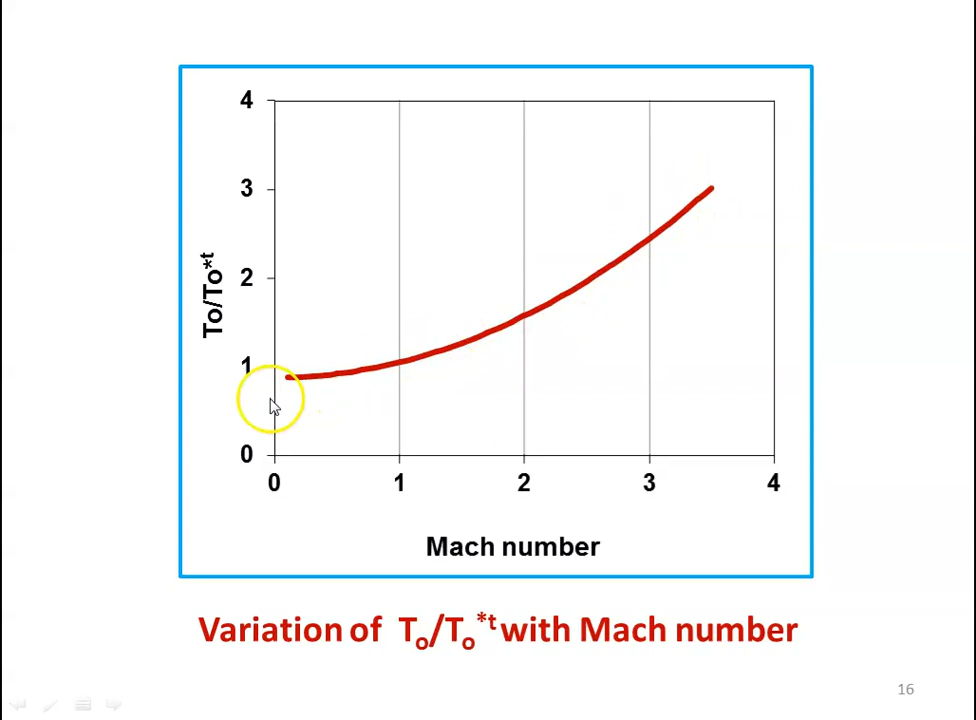 4
3
2
1
0
To/To*t
0 1 2 3 4
Mach number
Variation of To/To*t with Mach number
16